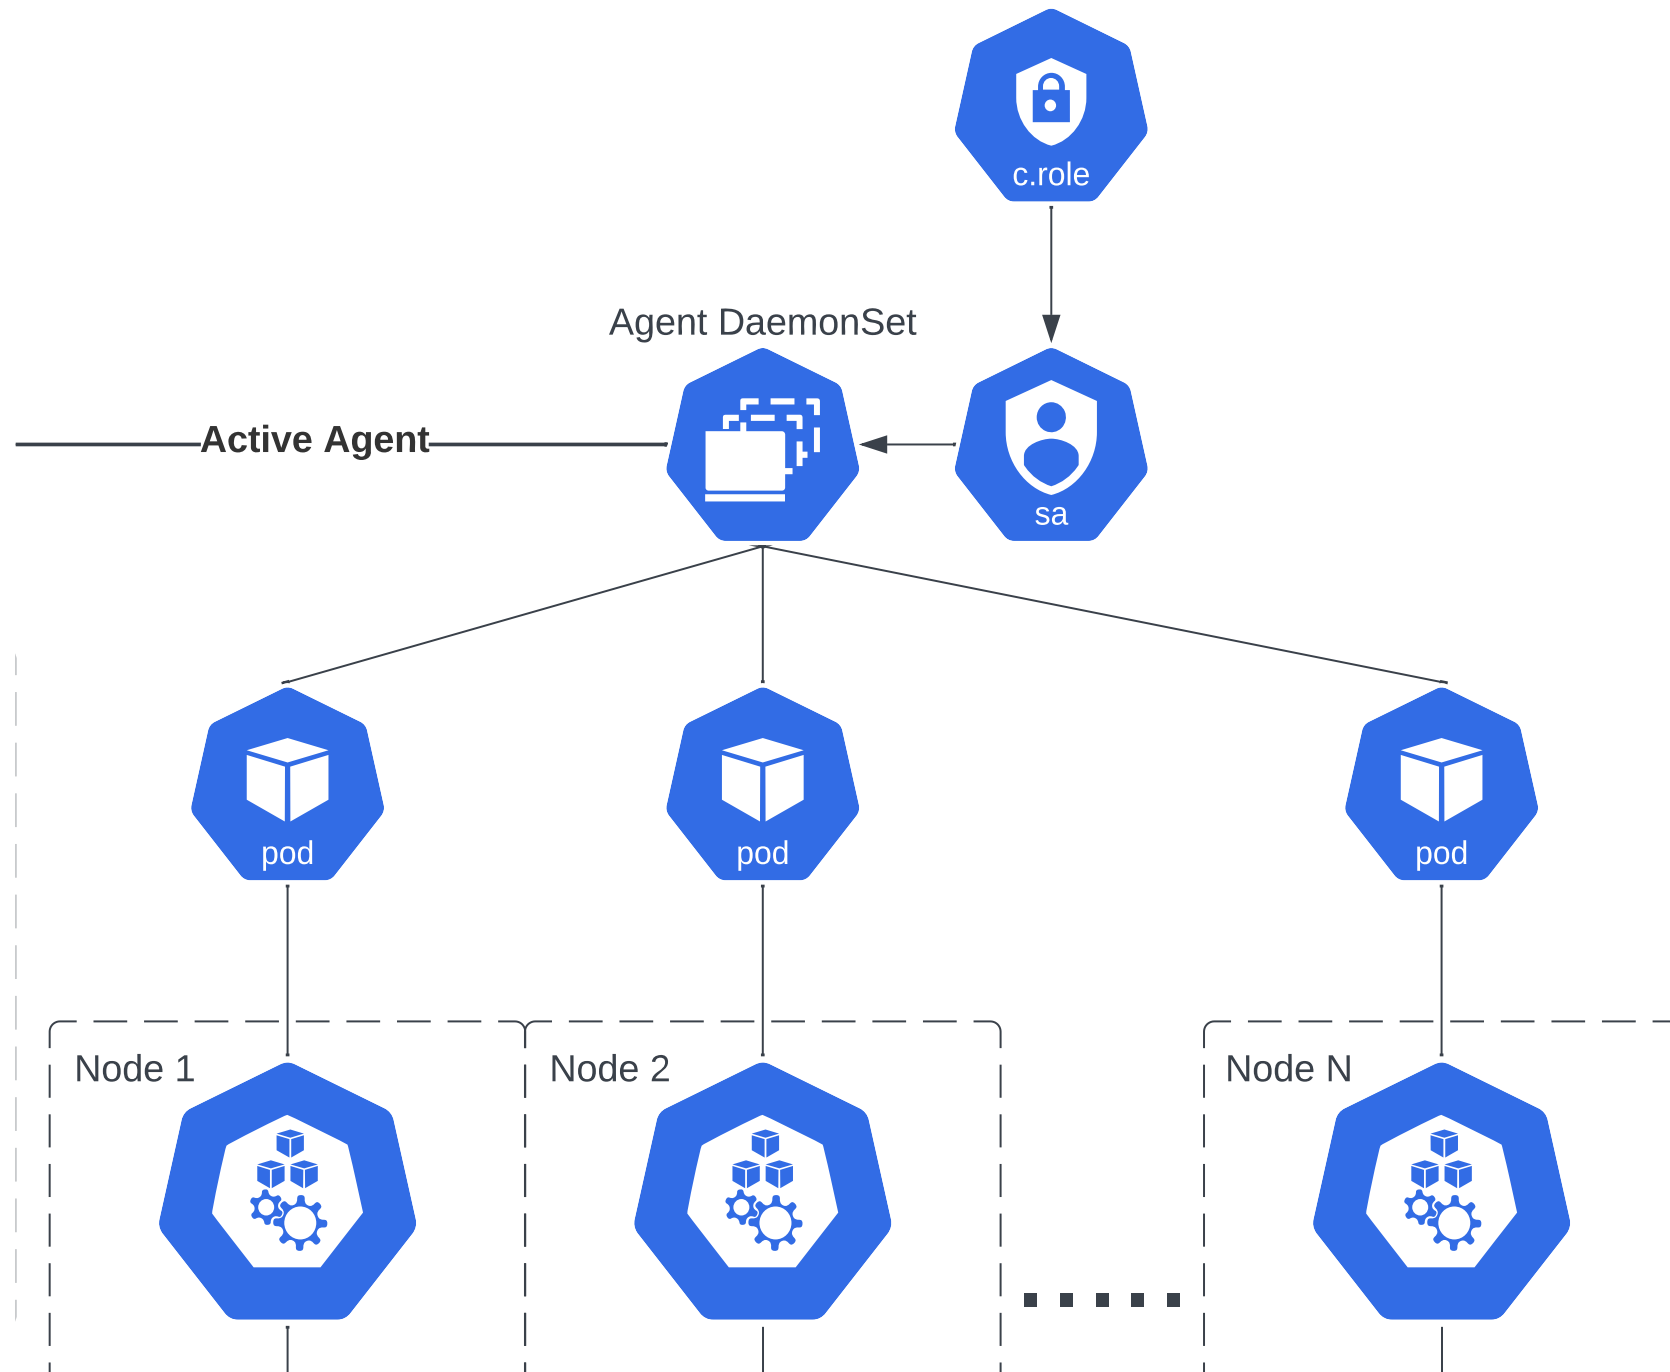 c.role
Agent DaemonSet
Active Agent
sa
pod
pod
pod
Node 1
Node 2
Node N